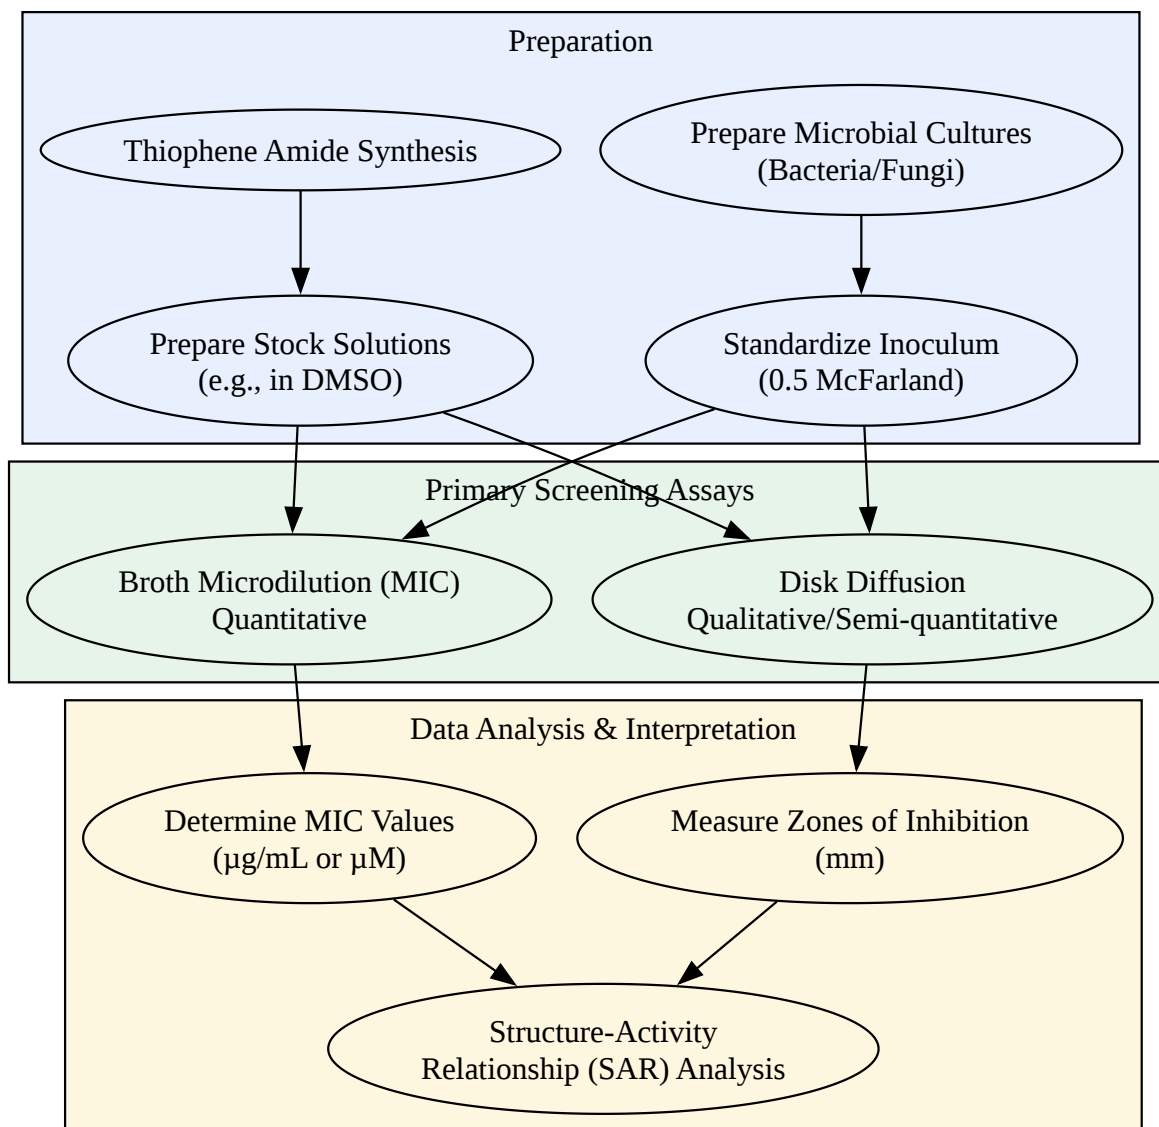 Preparation
Thiophene Amide Synthesis
Prepare Microbial Cultures
(Bacteria/Fungi)
Prepare Stock Solutions
(e.g., in DMSO)
Standardize Inoculum
(0.5 McFarland)
Primary Screening Assays
Broth Microdilution (MIC)
Quantitative
Disk Diffusion
Qualitative/Semi-quantitative
Data Analysis & Interpretation
Determine MIC Values
(µg/mL or µM)
Measure Zones of Inhibition
(mm)
Structure-Activity
Relationship (SAR) Analysis